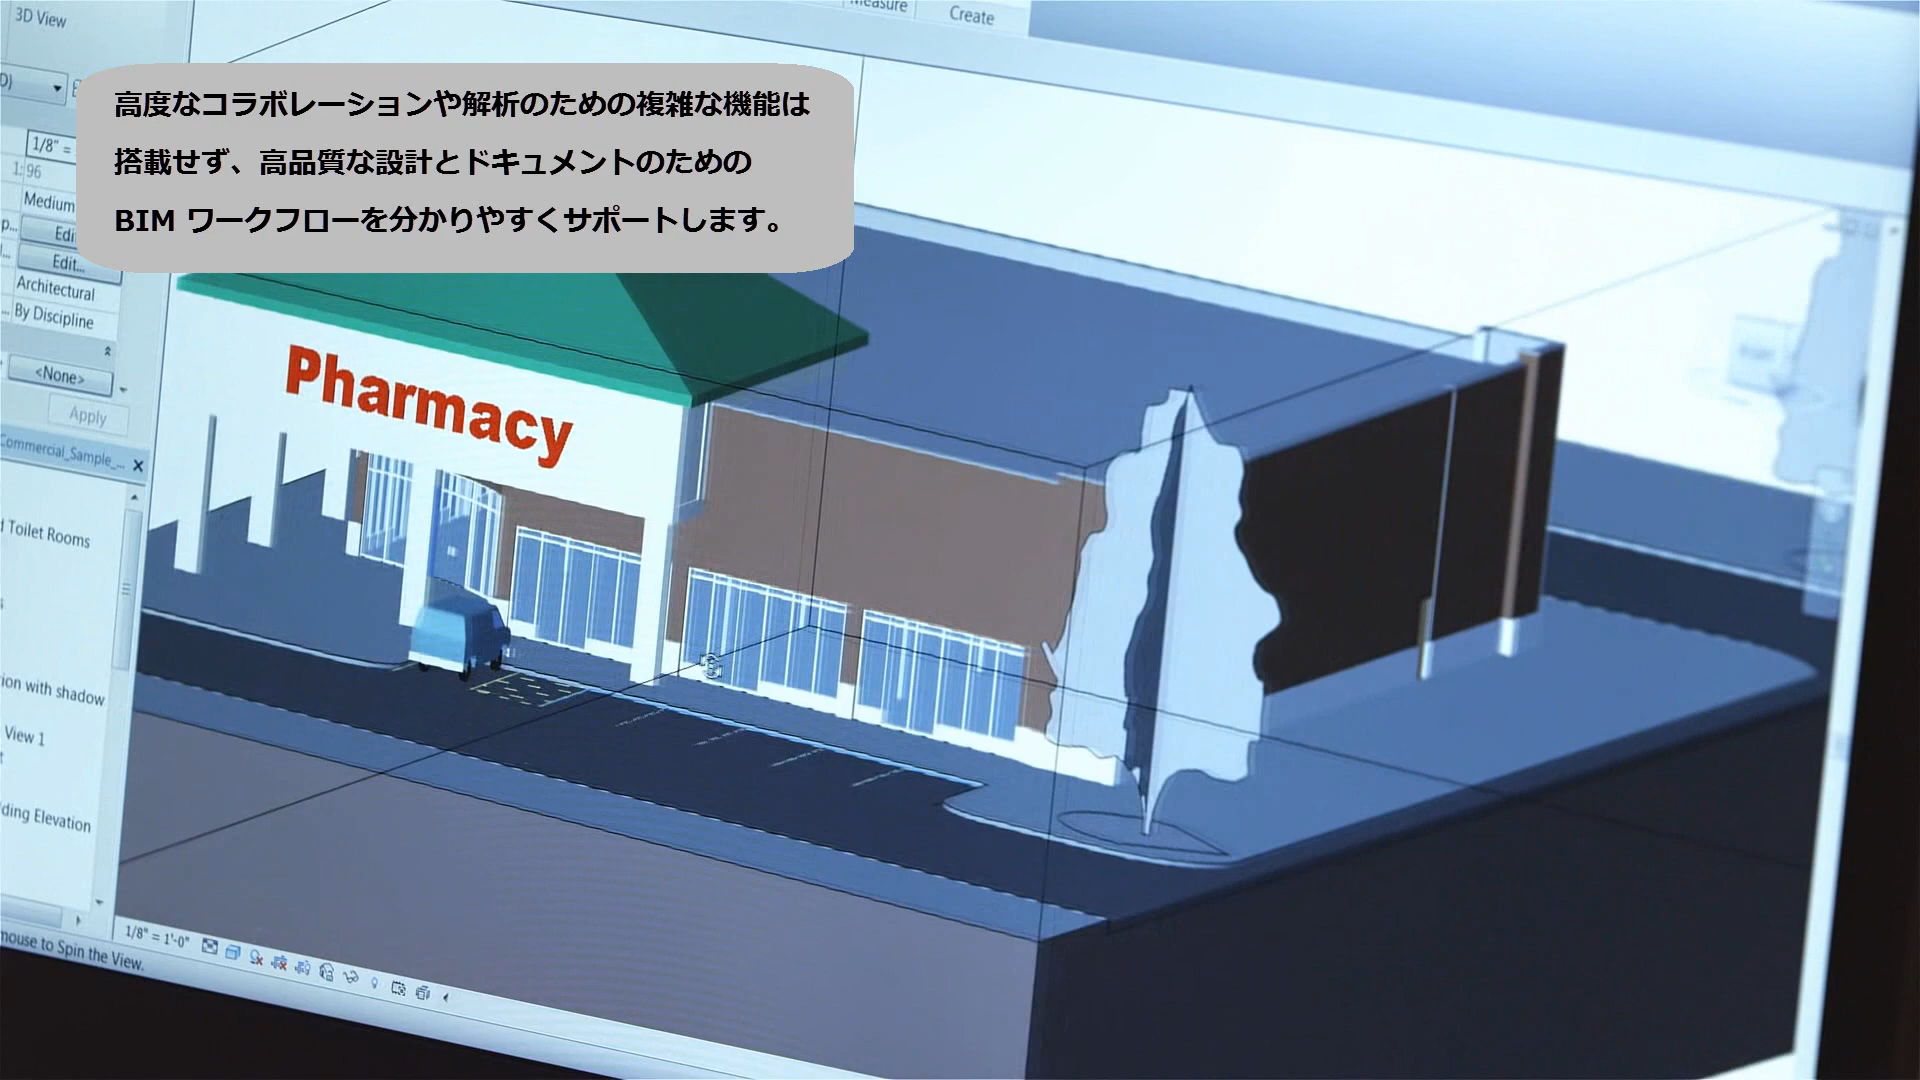 3D View
Measure
Create
高度なコラボレーションや解析のための複雑な機能は
搭載せず、高品質な設計とドキュメントのための
BIM ワークフローを分かりやすくサポートします。
1/8" =
1: 96
Medium
Edit...
Architectural
By Discipline
<None>
Apply
Commercial_Sample_...
Pharmacy
Toilet Rooms
with shadow
View 1
Elevation
1/8" = 1'-0"
mouse to Spin the View.